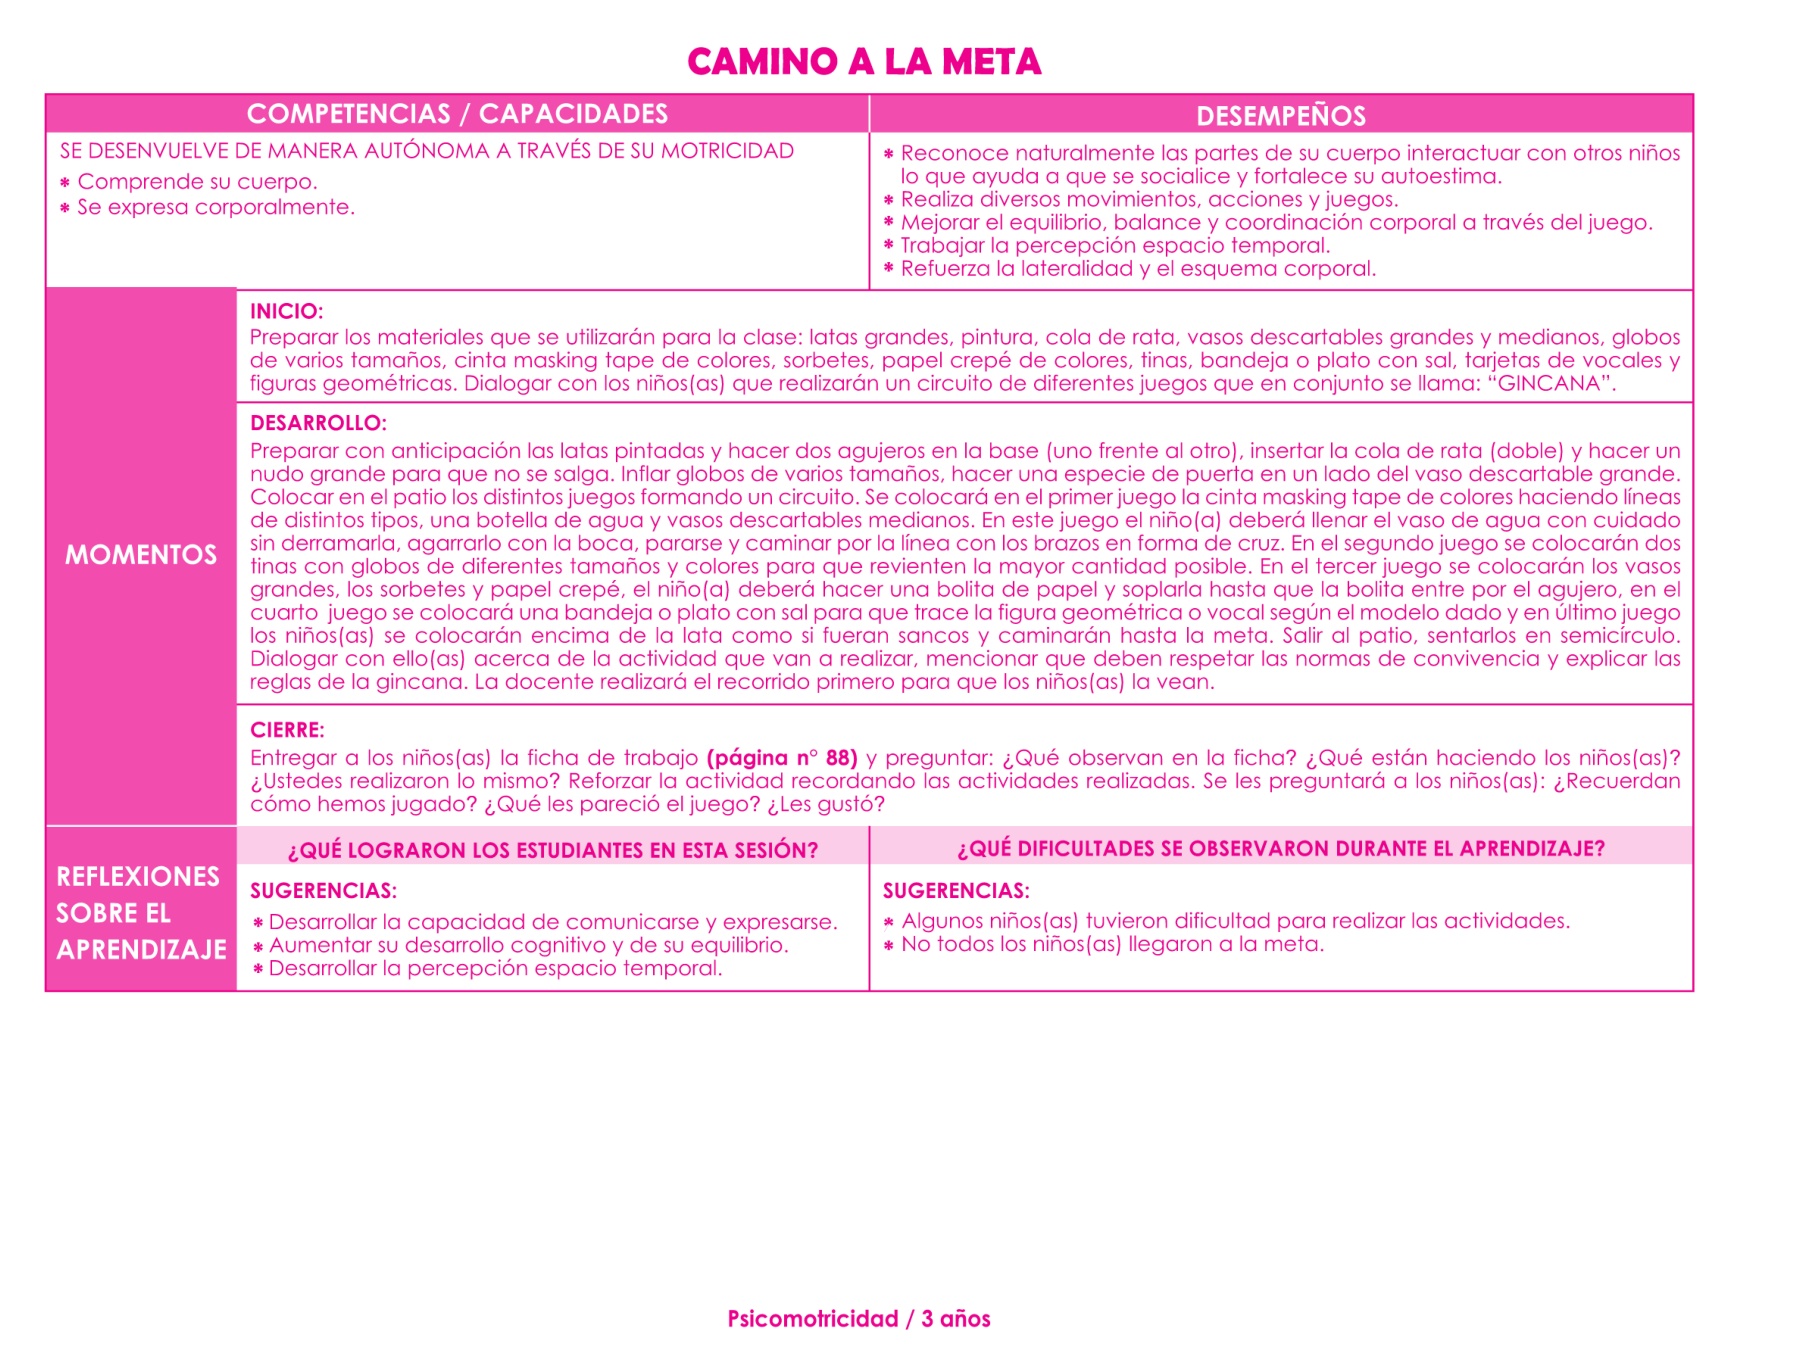 CAMINO A LA META
COMPETENCIAS / CAPACIDADES
DESEMPEÑOS
SE DESENVUELVE DE MANERA AUTÓNOMA A TRAVÉS DE SU MOTRICIDAD
* Comprende su cuerpo.
* Se expresa corporalmente.
* Reconoce naturalmente las partes de su cuerpo interactuar con otros niños
lo que ayuda a que se socialice y fortalece su autoestima.
* Realiza diversos movimientos, acciones y juegos.
* Mejorar el equilibrio, balance y coordinación corporal a través del juego.
* Trabajar la percepción espacio temporal.
* Refuerza la lateralidad y el esquema corporal.
MOMENTOS
INICIO:
Preparar los materiales que se utilizarán para la clase: latas grandes, pintura, cola de rata, vasos descartables grandes y medianos, globos
de varios tamaños, cinta masking tape de colores, sorbetes, papel crepé de colores, tinas, bandeja o plato con sal, tarjetas de vocales y
figuras geométricas. Dialogar con los niños(as) que realizarán un circuito de diferentes juegos que en conjunto se llama: “GINCANA”.
DESARROLLO:
Preparar con anticipación las latas pintadas y hacer dos agujeros en la base (uno frente al otro), insertar la cola de rata (doble) y hacer un
nudo grande para que no se salga. Inflar globos de varios tamaños, hacer una especie de puerta en un lado del vaso descartable grande.
Colocar en el patio los distintos juegos formando un circuito. Se colocará en el primer juego la cinta masking tape de colores haciendo líneas
de distintos tipos, una botella de agua y vasos descartables medianos. En este juego el niño(a) deberá llenar el vaso de agua con cuidado
sin derramarla, agarrarlo con la boca, pararse y caminar por la línea con los brazos en forma de cruz. En el segundo juego se colocarán dos
tinas con globos de diferentes tamaños y colores para que revienten la mayor cantidad posible. En el tercer juego se colocarán los vasos
grandes, los sorbetes y papel crepé, el niño(a) deberá hacer una bolita de papel y soplarla hasta que la bolita entre por el agujero, en el
cuarto juego se colocará una bandeja o plato con sal para que trace la figura geométrica o vocal según el modelo dado y en último juego
los niños(as) se colocarán encima de la lata como si fueran sancos y caminarán hasta la meta. Salir al patio, sentarlos en semicírculo.
Dialogar con ello(as) acerca de la actividad que van a realizar, mencionar que deben respetar las normas de convivencia y explicar las
reglas de la gincana. La docente realizará el recorrido primero para que los niños(as) la vean.
CIERRE:
Entregar a los niños(as) la ficha de trabajo (página n° 88) y preguntar: ¿Qué observan en la ficha? ¿Qué están haciendo los niños(as)?
¿Ustedes realizaron lo mismo? Reforzar la actividad recordando las actividades realizadas. Se les preguntará a los niños(as): ¿Recuerdan
cómo hemos jugado? ¿Qué les pareció el juego? ¿Les gustó?
REFLEXIONES
SOBRE EL
APRENDIZAJE
¿QUÉ LOGRARON LOS ESTUDIANTES EN ESTA SESIÓN?
SUGERENCIAS:
* Desarrollar la capacidad de comunicarse y expresarse.
* Aumentar su desarrollo cognitivo y de su equilibrio.
* Desarrollar la percepción espacio temporal.
¿QUÉ DIFICULTADES SE OBSERVARON DURANTE EL APRENDIZAJE?
SUGERENCIAS:
* Algunos niños(as) tuvieron dificultad para realizar las actividades.
* No todos los niños(as) llegaron a la meta.
Psicomotricidad / 3 años